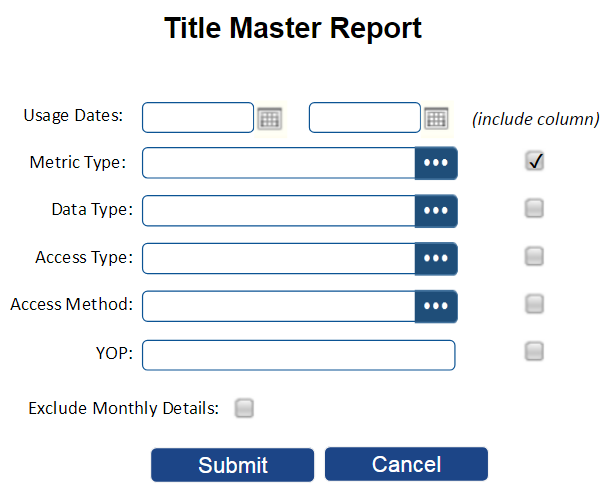 Title Master Report
Usage Dates: (include column)
Metric Type:
Data Type:
Access Type:
Access Method:
YOP:
Exclude Monthly Details:
Submit Cancel